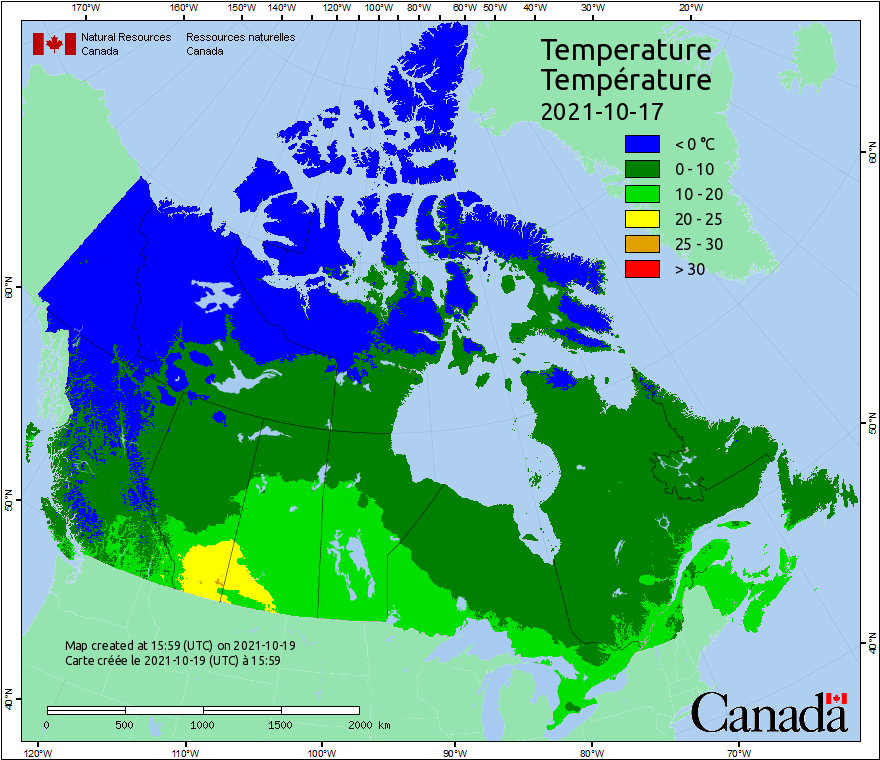 170°W 160°W 150°W 140°W 120°W 100°W 80°W 60°W 50°W 40°W 30°W 20°W
Natural Resources Ressources naturelles
Canada Canada
Temperature
Température
2021-10-17
< 0 °C
0 - 10
10 - 20
20 - 25
25 - 30
> 30
60°N
60°N
50°N
50°N
40°N
40°N
Map created at 15:59 (UTC) on 2021-10-19
Carte créée le 2021-10-19 (UTC) à 15:59
0 500 1000 1500 2000 km
Canada
120°W 110°W 100°W 90°W 80°W 70°W